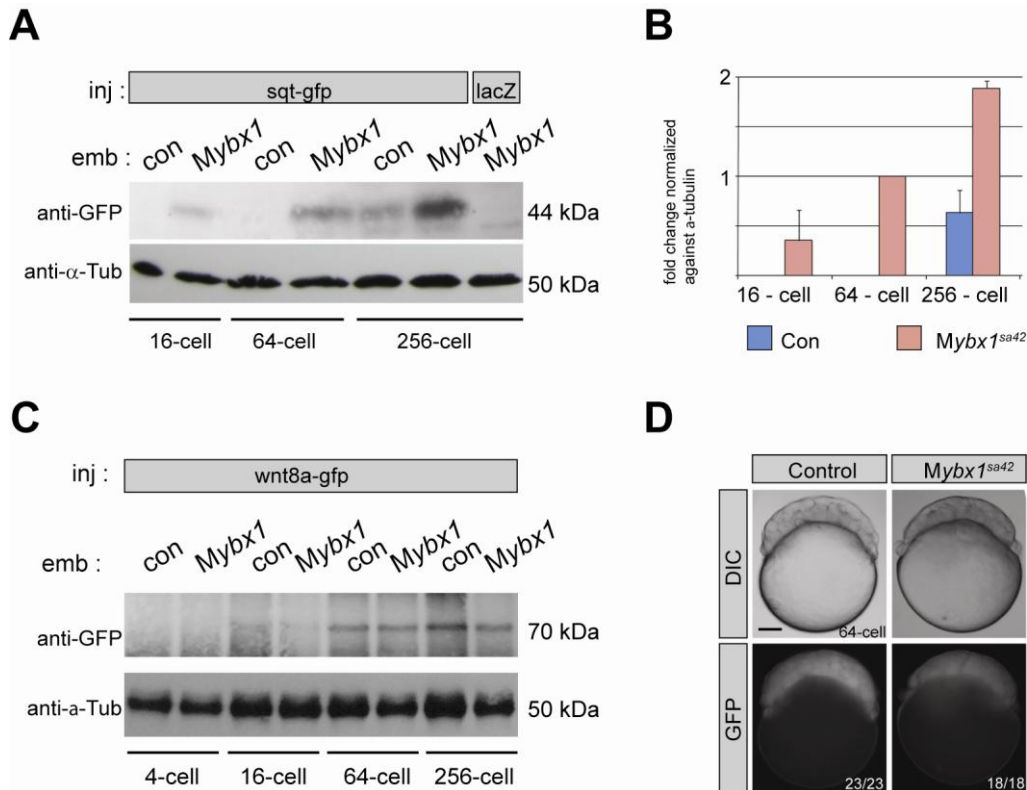 A
inj : sqt-gfp lacZ
emb : con Mybx1 con Mybx1 con Mybx1 Mybx1
anti-GFP 44 kDa
anti-α-Tub 50 kDa
16-cell 64-cell 256-cell
B
2
1
fold change normalized
against a-tubulin
16 - cell 64 - cell 256 - cell
Con Mybx1sa42
C
inj : wnt8a-gfp
emb : con Mybx1 con Mybx1 con Mybx1 con Mybx1
anti-GFP 70 kDa
anti-a-Tub 50 kDa
4-cell 16-cell 64-cell 256-cell
D
Control Mybx1sa42
DIC
64-cell
GFP
23/23 18/18